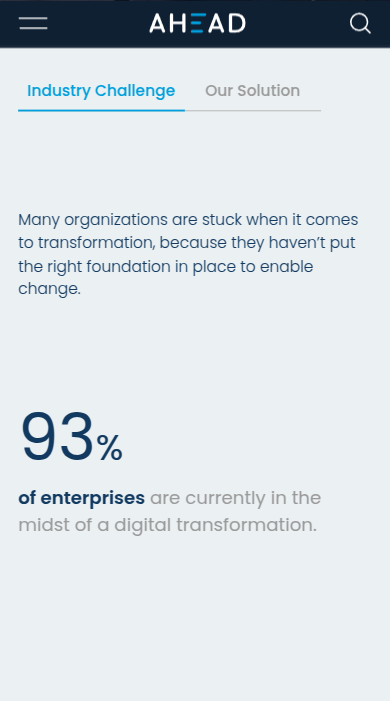 AHEAD
Industry Challenge Our Solution
Many organizations are stuck when it comes
to transformation, because they haven’t put
the right foundation in place to enable
change.
93%
of enterprises are currently in the
midst of a digital transformation.